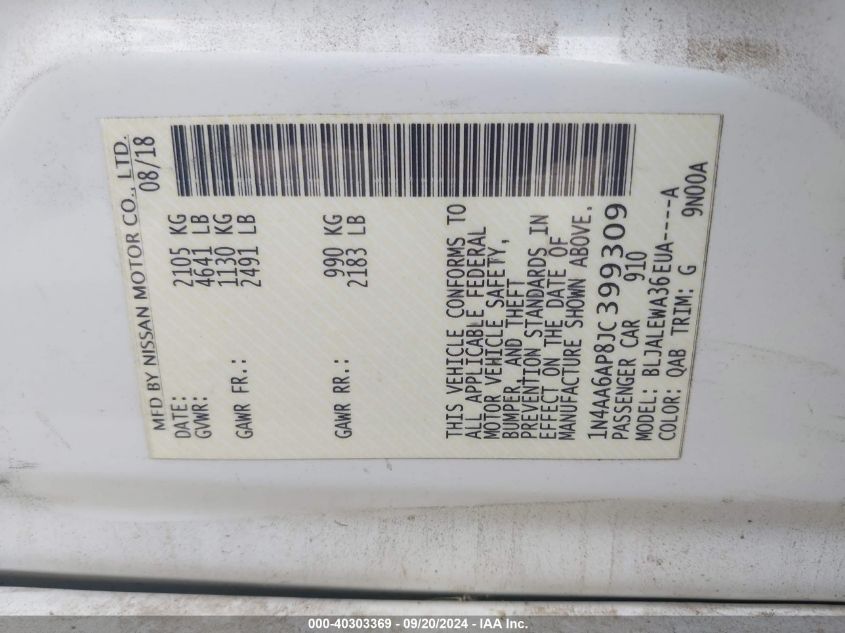 MFD BY NISSAN MOTOR CO., LTD.
DATE: 08/18
GVWR: 2105 KG
4641 LB
GAWR FR.: 1130 KG
2491 LB
GAWR RR.: 990 KG
2183 LB
THIS VEHICLE CONFORMS TO
ALL APPLICABLE FEDERAL
MOTOR VEHICLE SAFETY,
BUMPER, AND THEFT
PREVENTION STANDARDS IN
EFFECT ON THE DATE OF
MANUFACTURE SHOWN ABOVE.
1N4AA6AP8JC399309
PASSENGER CAR 910
MODEL: BLJALEWA36EUA----A
COLOR: QAB TRIM: G 9N00A
000-40303369 - 09/20/2024 - IAA Inc.